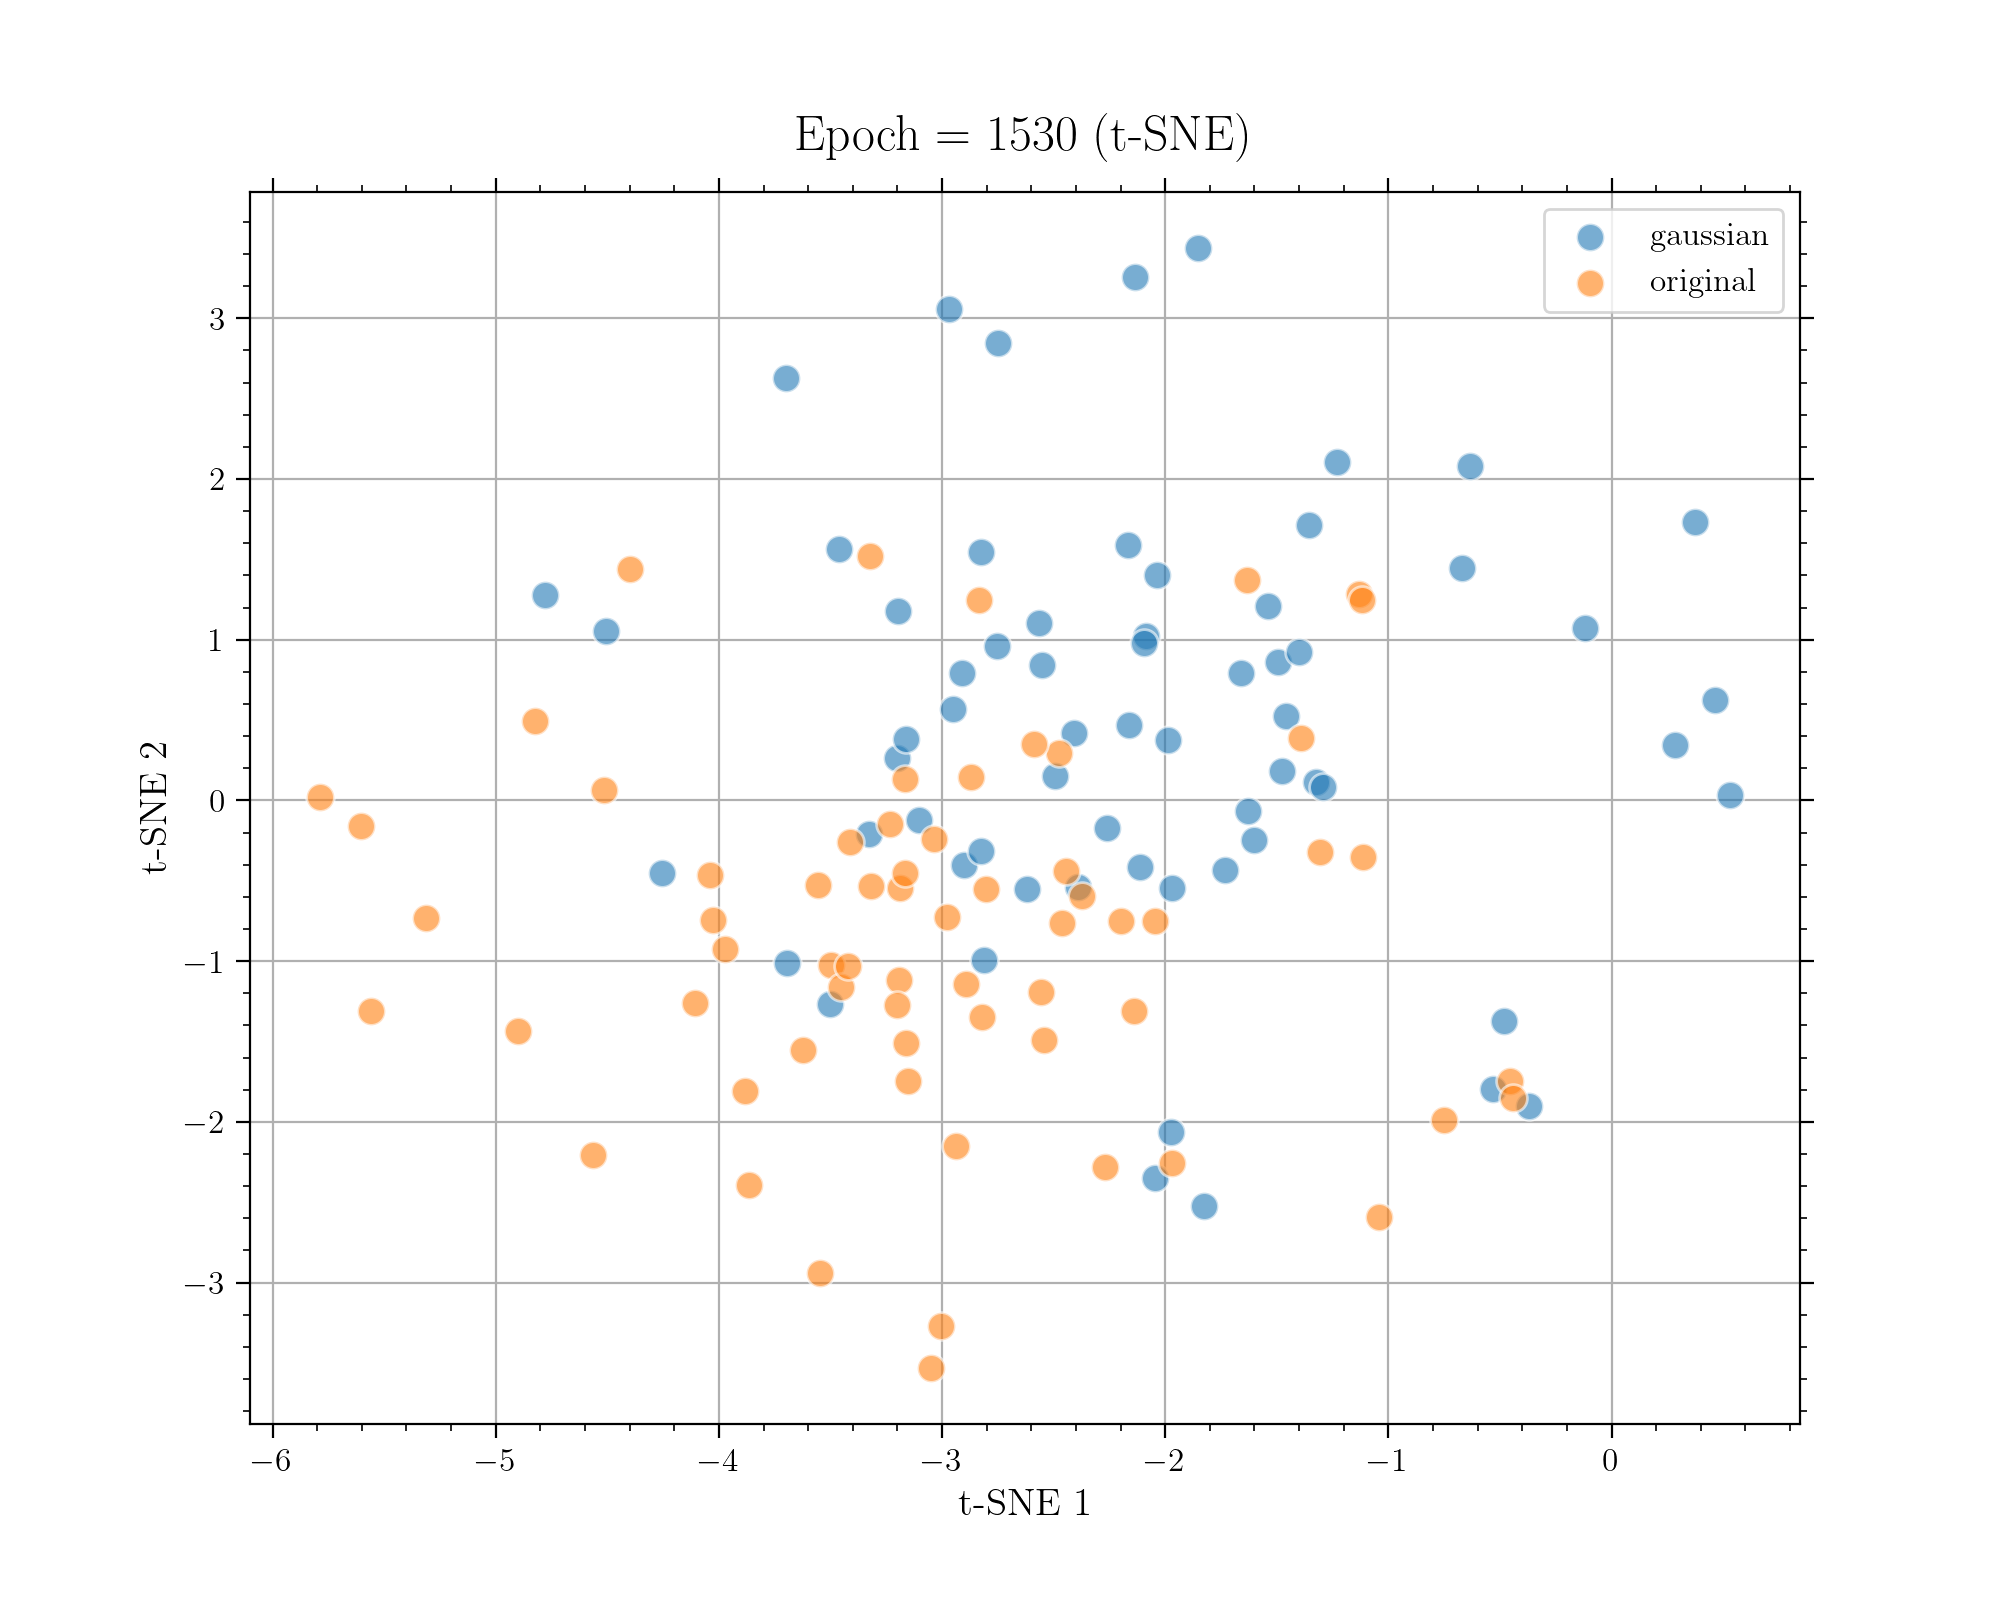 Epoch = 1530 (t-SNE)
gaussian
original
3
2
1
0
−1
−2
−3
t-SNE 2
−6 −5 −4 −3 −2 −1 0
t-SNE 1